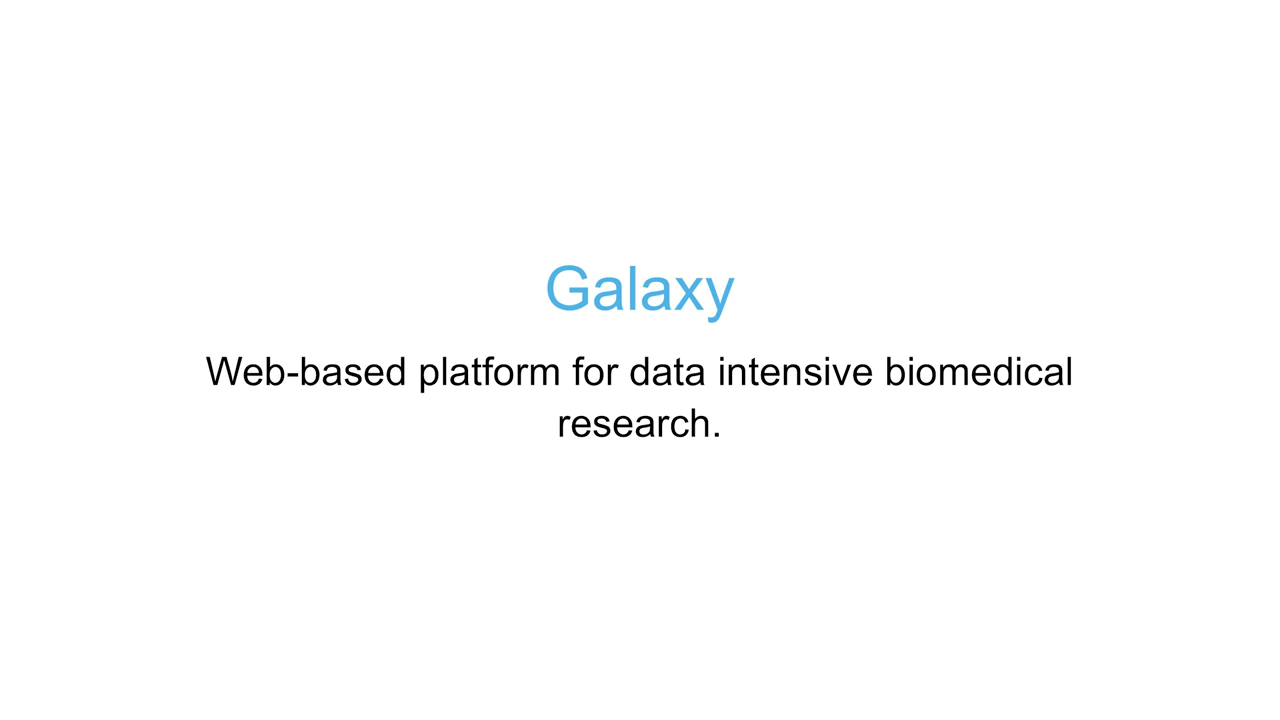 Galaxy
Web-based platform for data intensive biomedical
research.